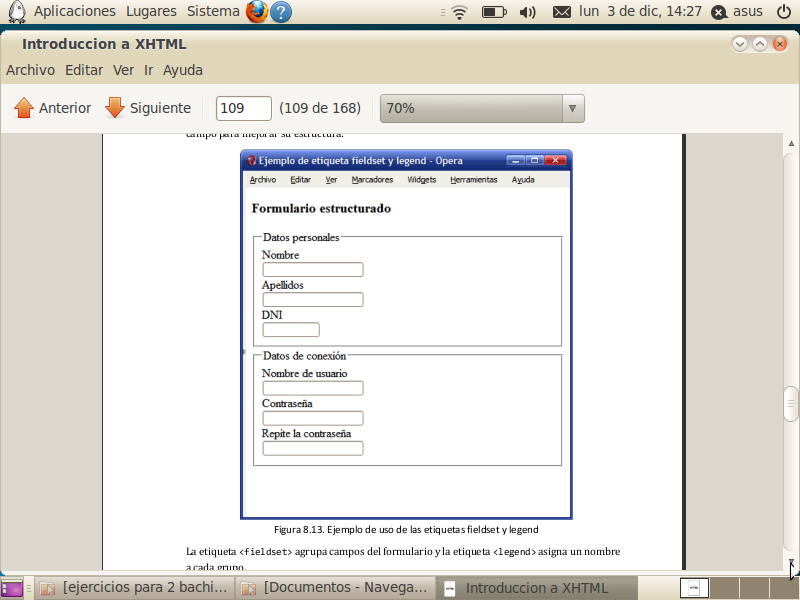 Aplicaciones Lugares Sistema ? lun 3 de dic, 14:27 asus
Introduccion a XHTML
Archivo Editar Ver Ir Ayuda
Anterior Siguiente 109 (109 de 168) 70%
campo para mejorar su estructura.
Ejemplo de etiqueta fieldset y legend - Opera
Archivo Editar Ver Marcadores Widgets Herramientas Ayuda
Formulario estructurado
Datos personales
Nombre
Apellidos
DNI
Datos de conexión
Nombre de usuario
Contraseña
Repite la contraseña
Figura 8.13. Ejemplo de uso de las etiquetas fieldset y legend
La etiqueta <fieldset> agrupa campos del formulario y la etiqueta <legend> asigna un nombre
a cada grupo.
[ejercicios para 2 bachi... [Documentos - Navega... Introduccion a XHTML